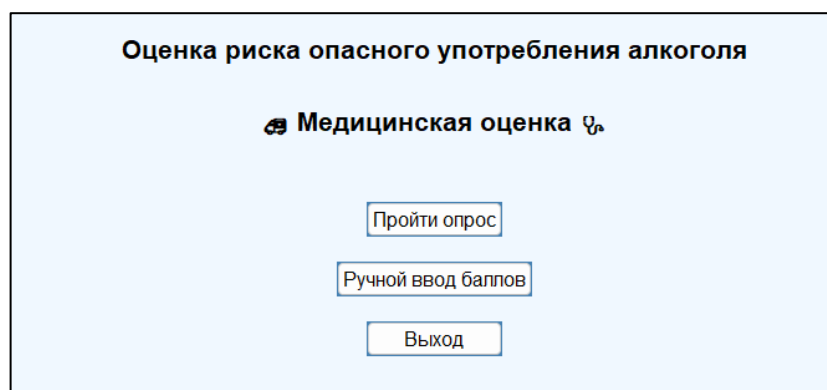 Оценка риска опасного употребления алкоголя
🚑 Медицинская оценка 🩺
Пройти опрос
Ручной ввод баллов
Выход